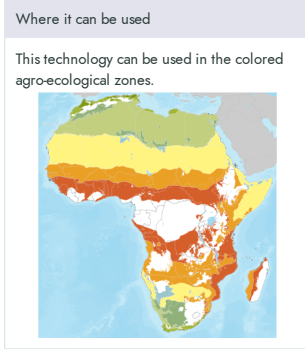 Where it can be used
This technology can be used in the colored
agro-ecological zones.